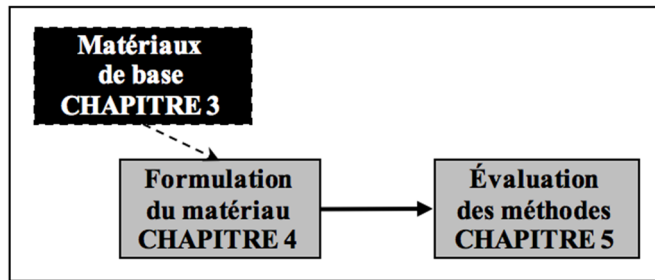 Matériaux
de base
CHAPITRE 3
Formulation
du matériau
CHAPITRE 4
Évaluation
des méthodes
CHAPITRE 5